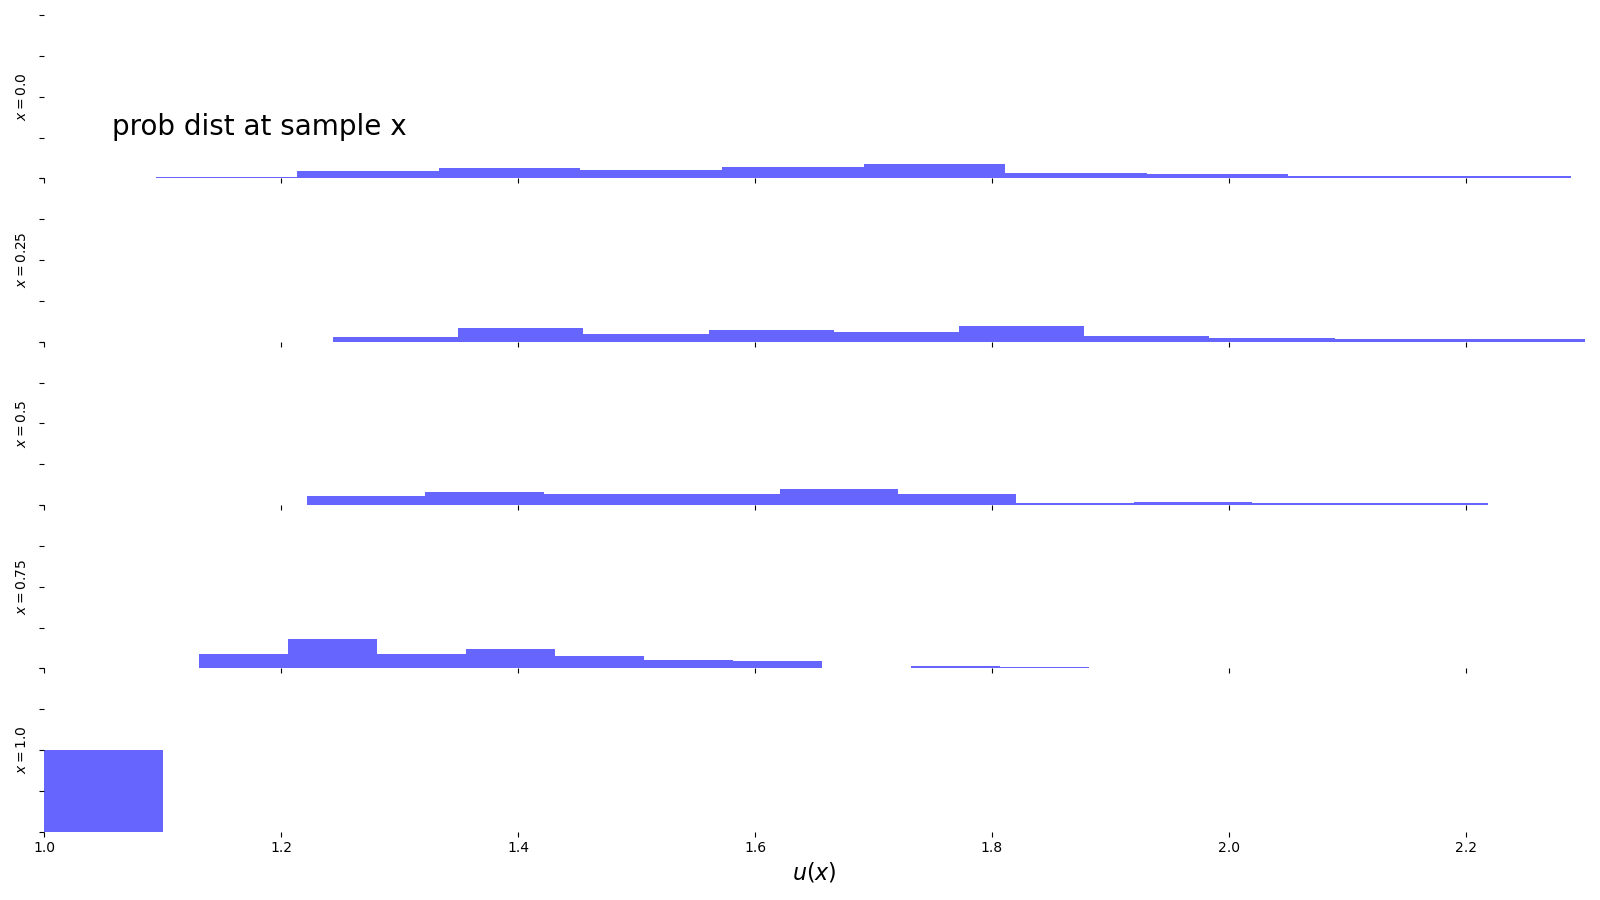 x = 0.0
prob dist at sample x
x = 0.25
x = 0.5
x = 0.75
x = 1.0
1.0 1.2 1.4 1.6 1.8 2.0 2.2
u(x)